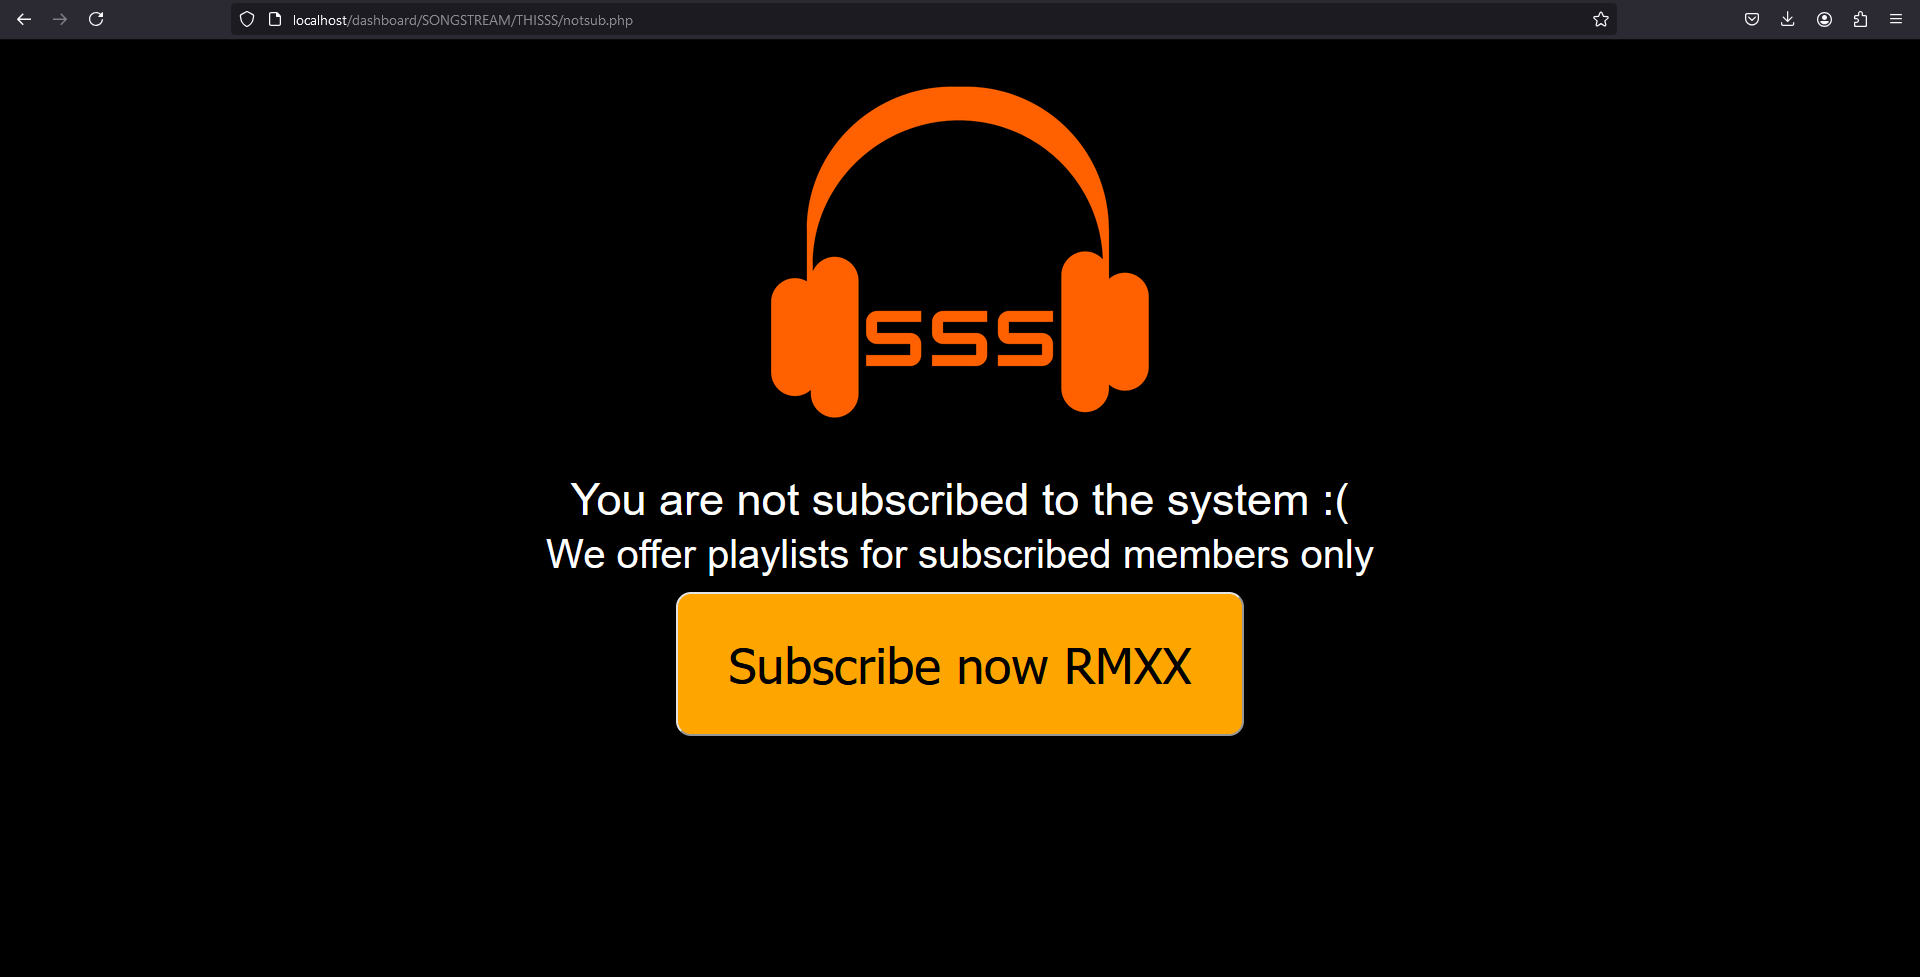 localhost/dashboard/SONGSTREAM/THISSS/notsub.php
SSS
You are not subscribed to the system :(
We offer playlists for subscribed members only
Subscribe now RMXX